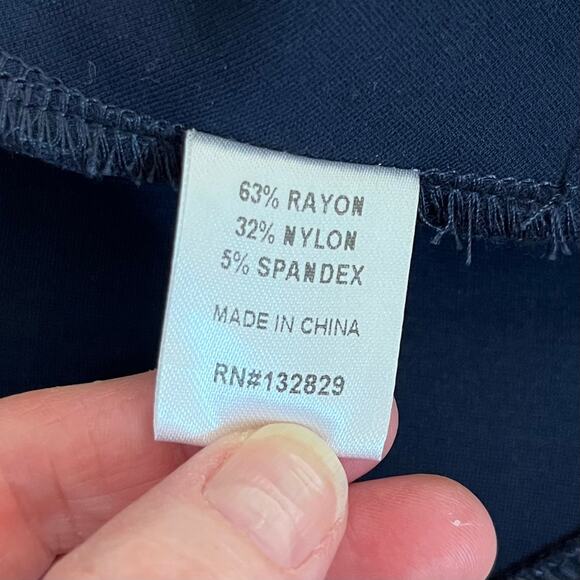 63% RAYON
32% NYLON
5% SPANDEX
MADE IN CHINA
RN#132829